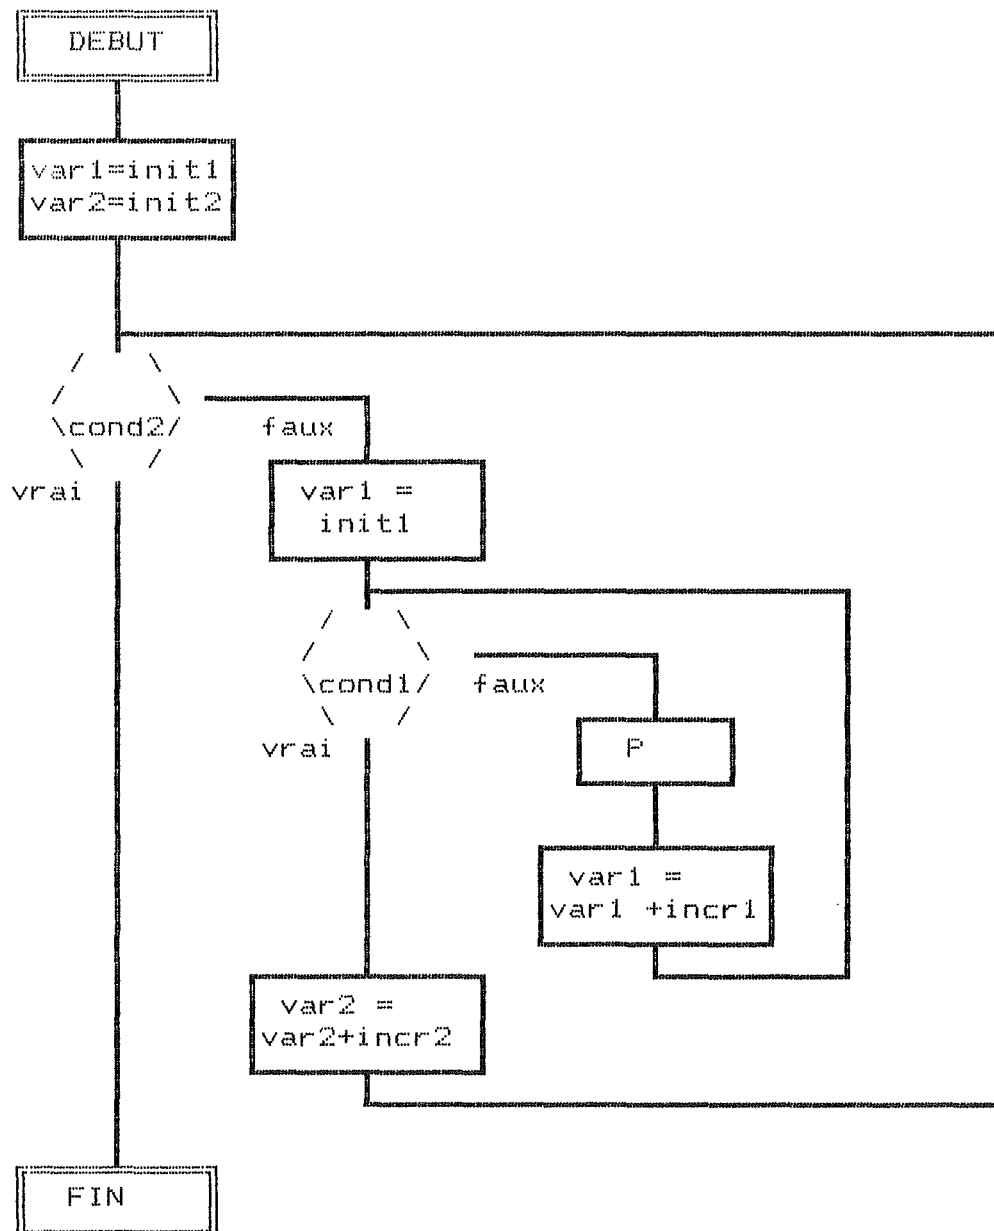 DEBUT
var1=init1
var2=init2
cond2
faux
vrai
var1 =
init1
cond1
faux
vrai
P
var1 =
var1 +incr1
var2 =
var2+incr2
FIN